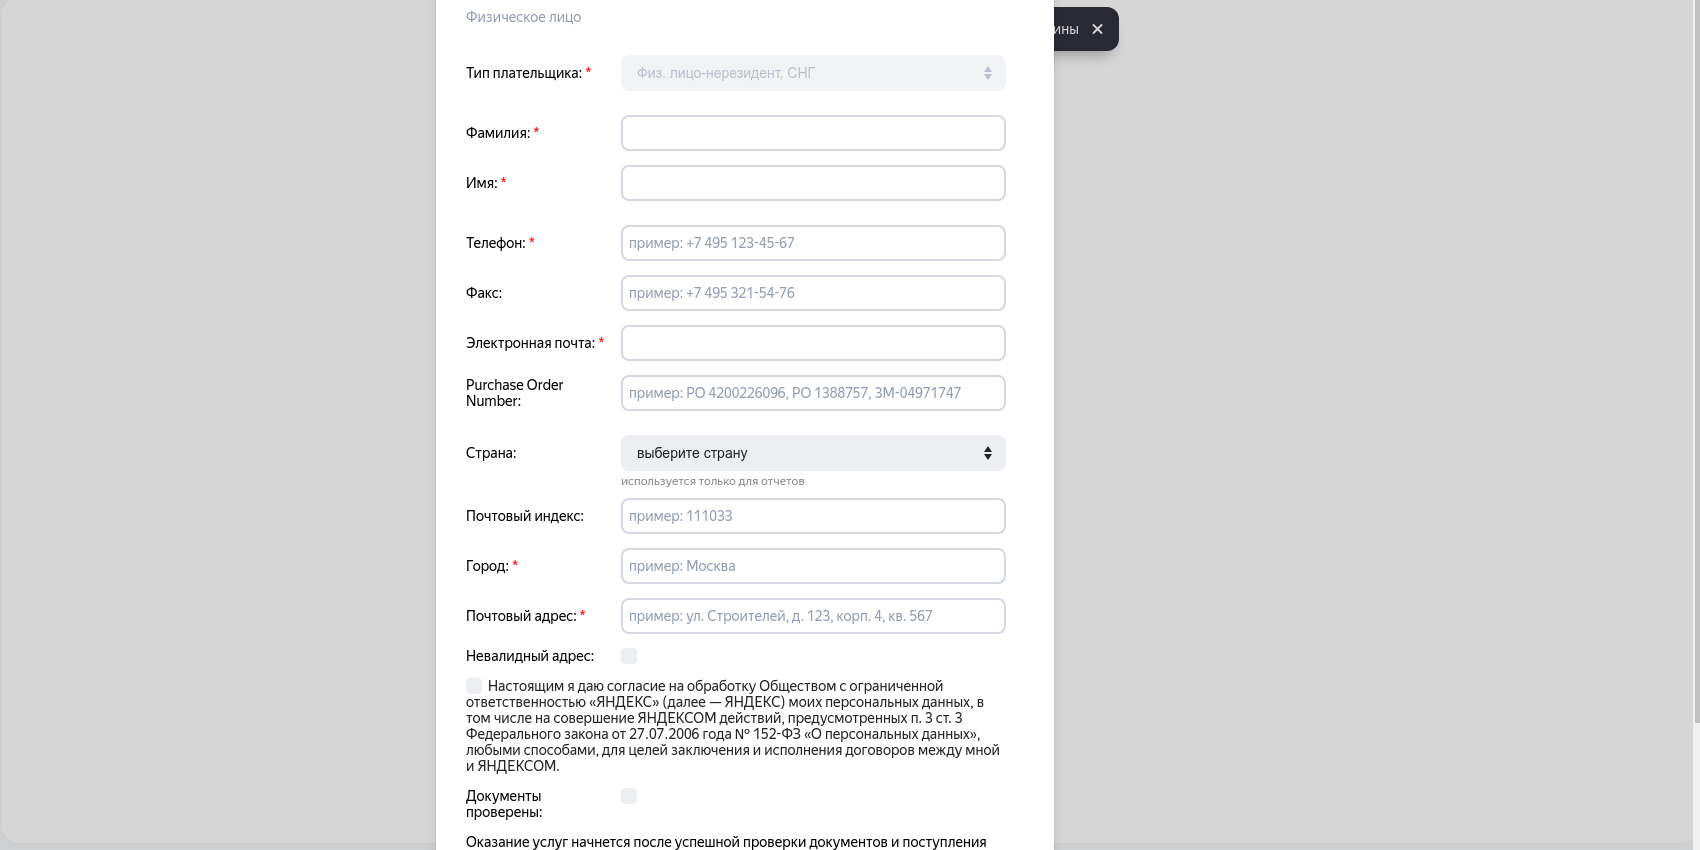 Физическое лицо
ины
Тип плательщика: *
Физ. лицо-нерезидент, СНГ
Фамилия: *
Имя: *
Телефон: *
пример: +7 495 123-45-67
Факс:
пример: +7 495 321-54-76
Электронная почта: *
Purchase Order
Number:
пример: PO 4200226096, PO 1388757, 3M-04971747
Страна:
выберите страну
используется только для отчетов
Почтовый индекс:
пример: 111033
Город: *
пример: Москва
Почтовый адрес: *
пример: ул. Строителей, д. 123, корп. 4, кв. 567
Невалидный адрес:
Настоящим я даю согласие на обработку Обществом с ограниченной
ответственностью «ЯНДЕКС» (далее — ЯНДЕКС) моих персональных данных, в
том числе на совершение ЯНДЕКСОМ действий, предусмотренных п. 3 ст. 3
Федерального закона от 27.07.2006 года № 152-ФЗ «О персональных данных»,
любыми способами, для целей заключения и исполнения договоров между мной
и ЯНДЕКСОМ.
Документы
проверены:
Оказание услуг начнется после успешной проверки документов и поступления